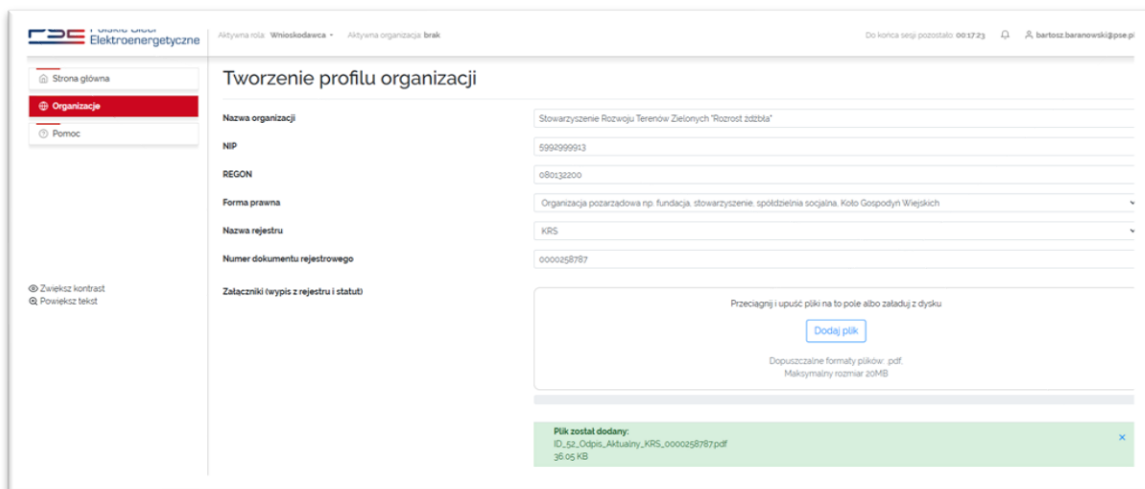 PSE Polskie Sieci
Elektroenergetyczne
Aktywna rola: Wnioskodawca Aktywna organizacja: brak
Do końca sesji pozostało: 00:17:23 bartosz.baranowski@pse.pl
Strona główna
Organizacje
Pomoc
Zwiększ kontrast
Powiększ tekst
Tworzenie profilu organizacji
Nazwa organizacji
Stowarzyszenie Rozwoju Terenów Zielonych "Rozrost źdźbła"
NIP
5992999913
REGON
080132200
Forma prawna
Organizacja pozarządowa np. fundacja, stowarzyszenie, spółdzielnia socjalna, Koło Gospodyń Wiejskich
Nazwa rejestru
KRS
Numer dokumentu rejestrowego
0000258787
Załączniki (wypis z rejestru i statut)
Przeciągnij i upuść pliki na to pole albo załaduj z dysku
Dodaj plik
Dopuszczalne formaty plików: .pdf.
Maksymalny rozmiar 20MB
Plik został dodany:
ID_52_Odpis_Aktualny_KRS_0000258787.pdf
36.05 KB